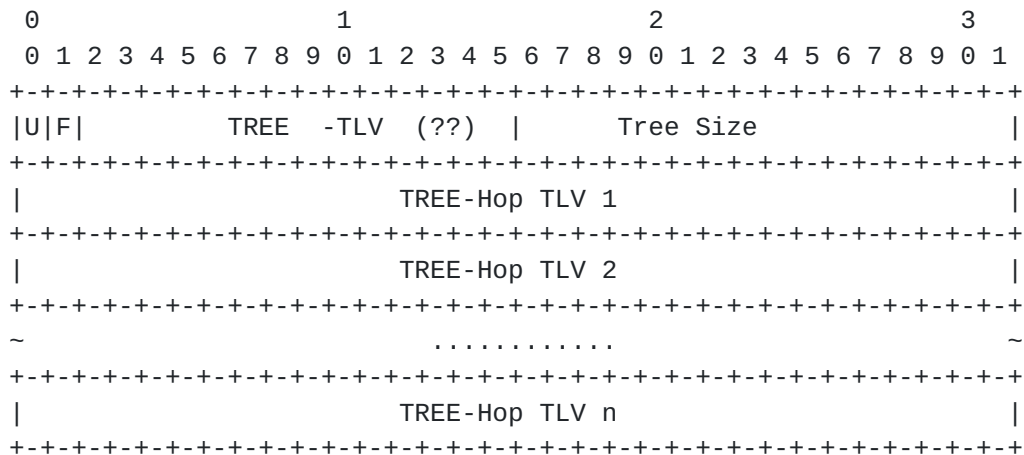 0                   1                   2                   3
 0 1 2 3 4 5 6 7 8 9 0 1 2 3 4 5 6 7 8 9 0 1 2 3 4 5 6 7 8 9 0 1
+-+-+-+-+-+-+-+-+-+-+-+-+-+-+-+-+-+-+-+-+-+-+-+-+-+-+-+-+-+-+-+-+
|U|F|         TREE  -TLV  (??)  |      Tree Size                |
+-+-+-+-+-+-+-+-+-+-+-+-+-+-+-+-+-+-+-+-+-+-+-+-+-+-+-+-+-+-+-+-+
|                        TREE-Hop TLV 1                         |
+-+-+-+-+-+-+-+-+-+-+-+-+-+-+-+-+-+-+-+-+-+-+-+-+-+-+-+-+-+-+-+-+
|                        TREE-Hop TLV 2                         |
+-+-+-+-+-+-+-+-+-+-+-+-+-+-+-+-+-+-+-+-+-+-+-+-+-+-+-+-+-+-+-+-+
~                          ............                         ~
+-+-+-+-+-+-+-+-+-+-+-+-+-+-+-+-+-+-+-+-+-+-+-+-+-+-+-+-+-+-+-+-+
|                        TREE-Hop TLV n                         |
+-+-+-+-+-+-+-+-+-+-+-+-+-+-+-+-+-+-+-+-+-+-+-+-+-+-+-+-+-+-+-+-+